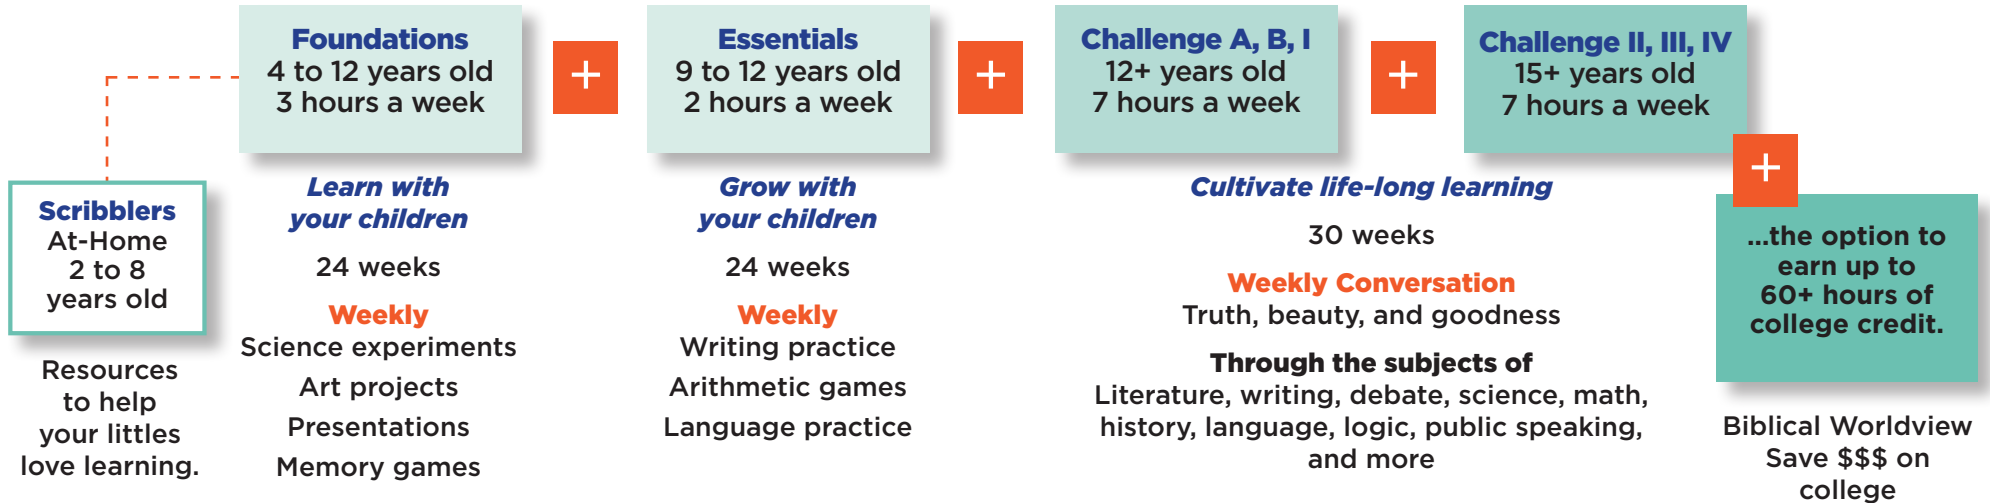 Scribblers
At-Home
2 to 8
years old
Resources
to help
your littles
love learning.
Foundations
4 to 12 years old
3 hours a week
Learn with
your children
24 weeks
Weekly
Science experiments
Art projects
Presentations
Memory games
+
Essentials
9 to 12 years old
2 hours a week
Grow with
your children
24 weeks
Weekly
Writing practice
Arithmetic games
Language practice
+
Challenge A, B, I
12+ years old
7 hours a week
+
Challenge II, III, IV
15+ years old
7 hours a week
Cultivate life-long learning
30 weeks
Weekly Conversation
Truth, beauty, and goodness
Through the subjects of
Literature, writing, debate, science, math,
history, language, logic, public speaking,
and more
+
...the option to
earn up to
60+ hours of
college credit.
Biblical Worldview
Save $$$ on
college